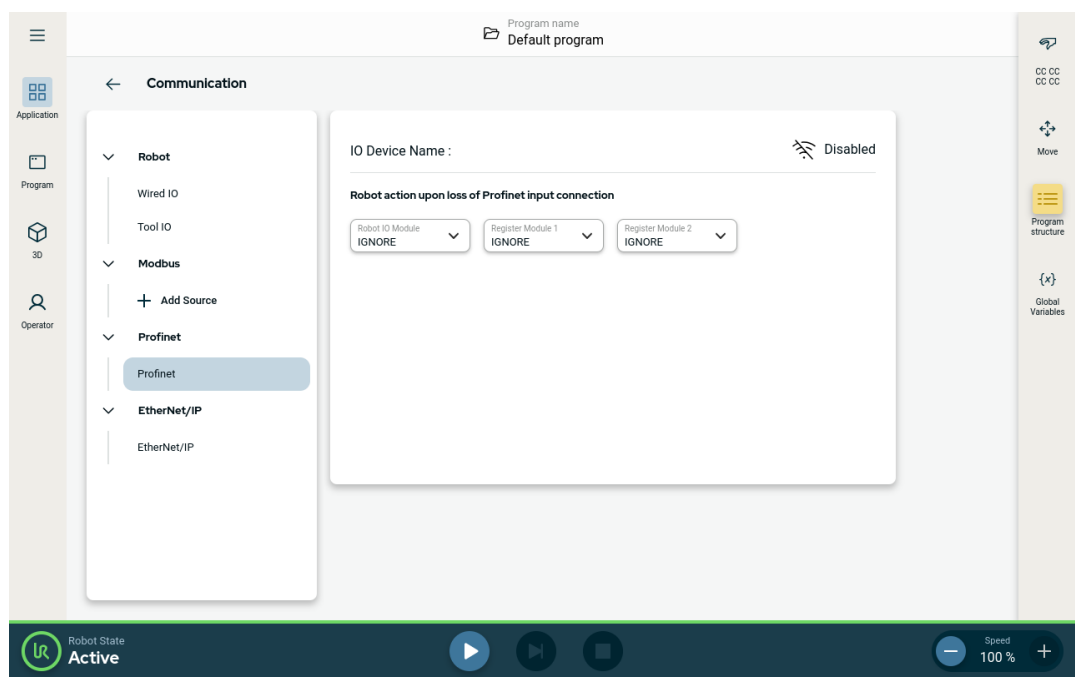 Program name
Default program
Application
Program
3D
Operator
Communication
Robot
Wired IO
Tool IO
Modbus
Add Source
Profinet
Profinet
EtherNet/IP
EtherNet/IP
IO Device Name :
Disabled
Robot action upon loss of Profinet input connection
Robot IO Module
IGNORE
Register Module 1
IGNORE
Register Module 2
IGNORE
CC CC
CC CC
Move
Program
structure
{x}
Global
Variables
Robot State
Active
Speed
100 %